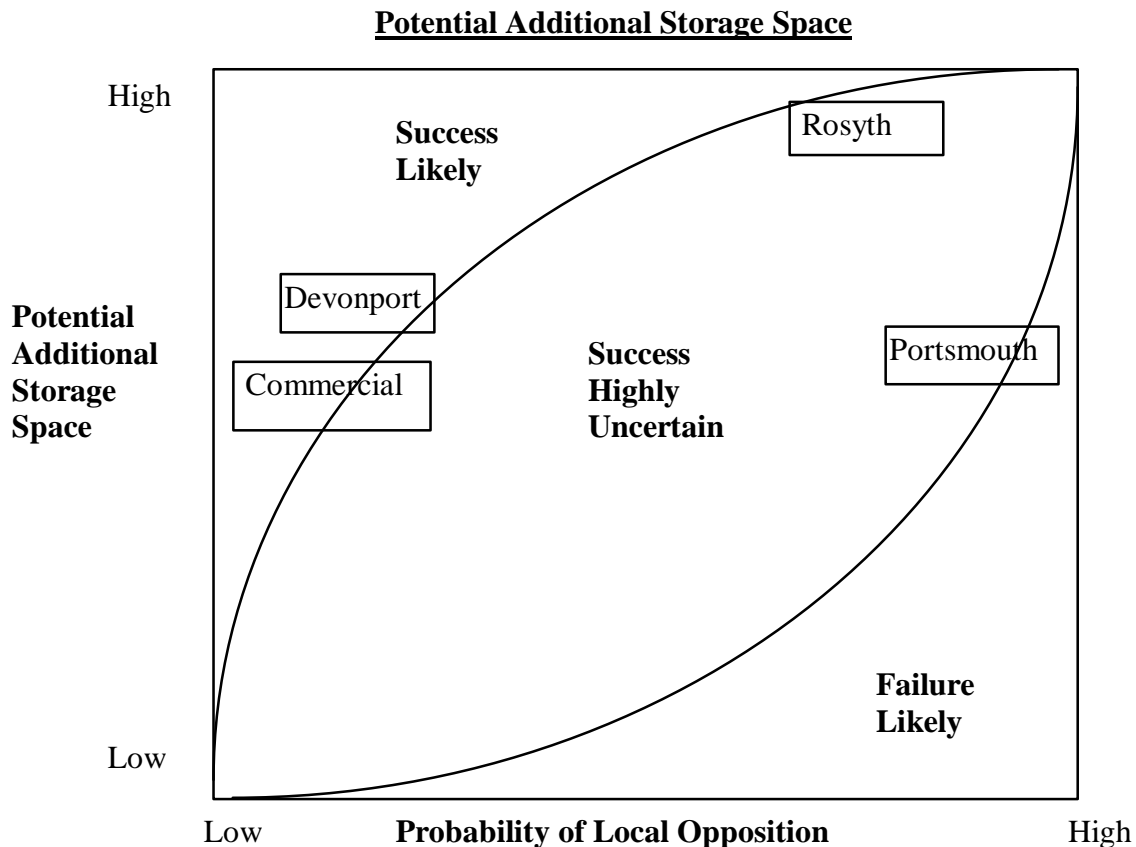 Potential Additional Storage Space
High
Success
Likely
Rosyth
Devonport
Potential
Additional
Storage
Space
Commercial
Success
Highly
Uncertain
Portsmouth
Failure
Likely
Low
Low
Probability of Local Opposition
High